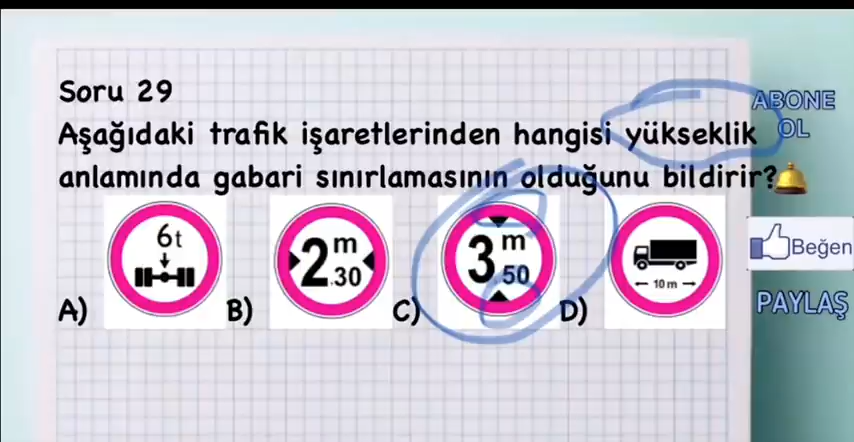 Soru 29
Aşağıdaki trafik işaretlerinden hangisi yükseklik
anlamında gabari sınırlamasının olduğunu bildirir?
A) 6t
B) 2.30 m
C) 3 50 m
D) 10 m
ABONE
OL
Beğen
PAYLAŞ